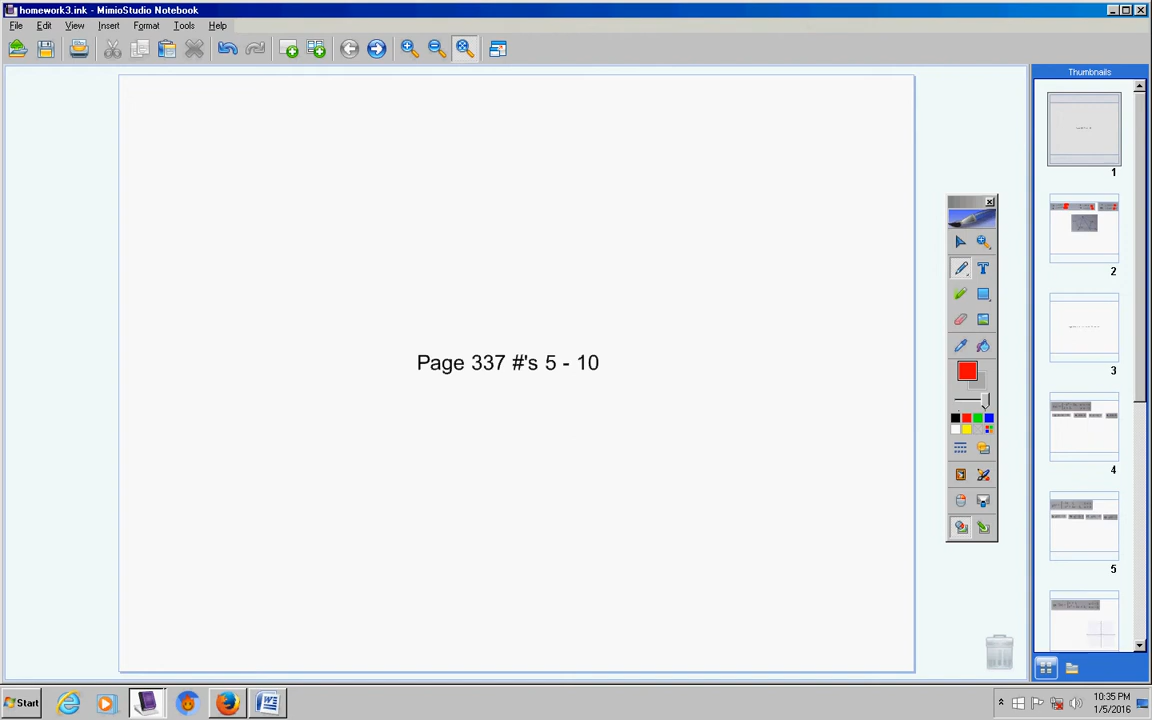 homework3.ink - MimioStudio Notebook
File Edit View Insert Format Tools Help
Thumbnails
1
2
3
4
5
Page 337 #'s 5 - 10
T
Start
W
10:35 PM
1/5/2016